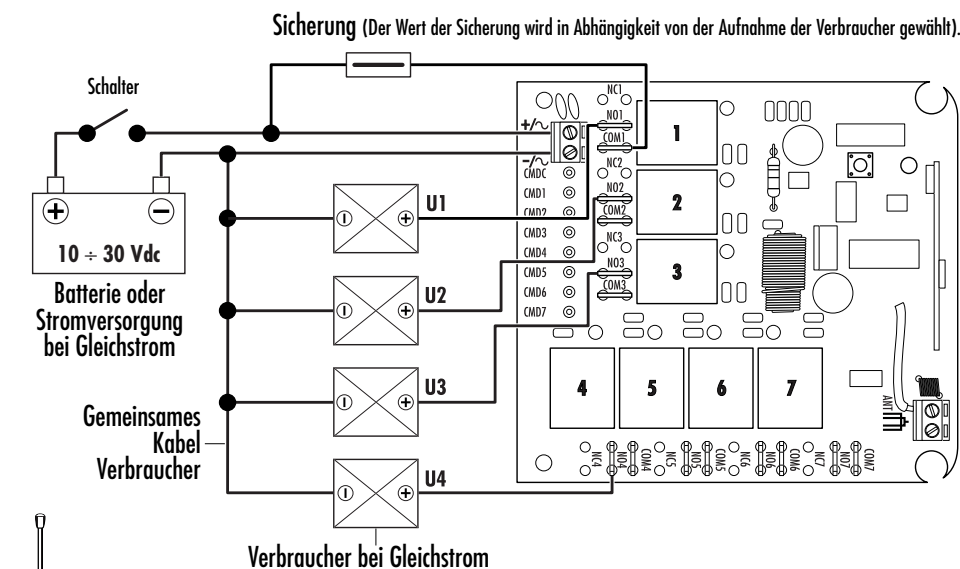 Sicherung (Der Wert der Sicherung wird in Abhängigkeit von der Aufnahme der Verbraucher gewählt).
Schalter
10 ÷ 30 Vdc
Batterie oder
Stromversorgung
bei Gleichstrom
Gemeinsames
Kabel
Verbraucher
U1
U2
U3
U4
Verbraucher bei Gleichstrom
+/~
-/~
CMDC
CMD1
CMD2
CMD3
CMD4
CMD5
CMD6
CMD7
NC1
NO1
COM1
NC2
NO2
COM2
NC3
NO3
COM3
1
2
3
4
5
6
7
ANT
NC4
NO4
COM4
NC5
NO5
COM5
NC6
NO6
COM6
NC7
NO7
COM7